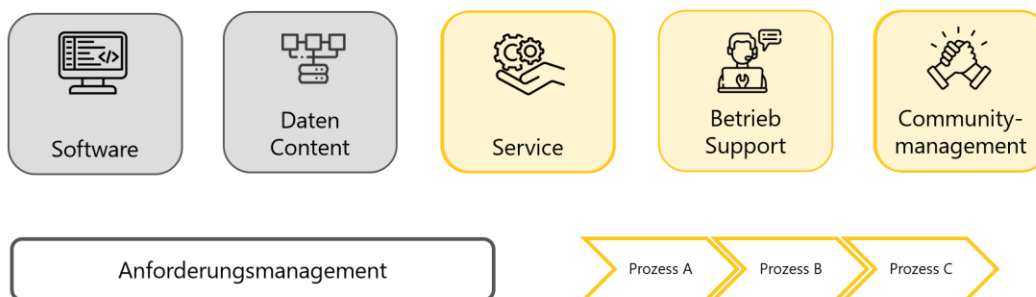 Software
Daten
Content
Service
Betrieb
Support
Community-
management
Anforderungsmanagement
Prozess A
Prozess B
Prozess C